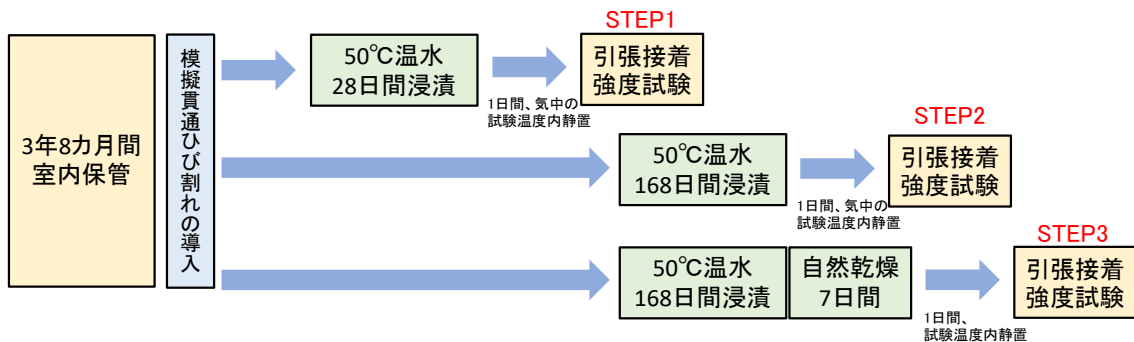 3年8カ月間
室内保管
模擬貫通ひび割れの導入
50℃温水
28日間浸漬
1日間、気中の
試験温度内静置
STEP1
引張接着
強度試験
50℃温水
168日間浸漬
1日間、気中の
試験温度内静置
STEP2
引張接着
強度試験
50℃温水
168日間浸漬
自然乾燥
7日間
1日間、
試験温度内静置
STEP3
引張接着
強度試験